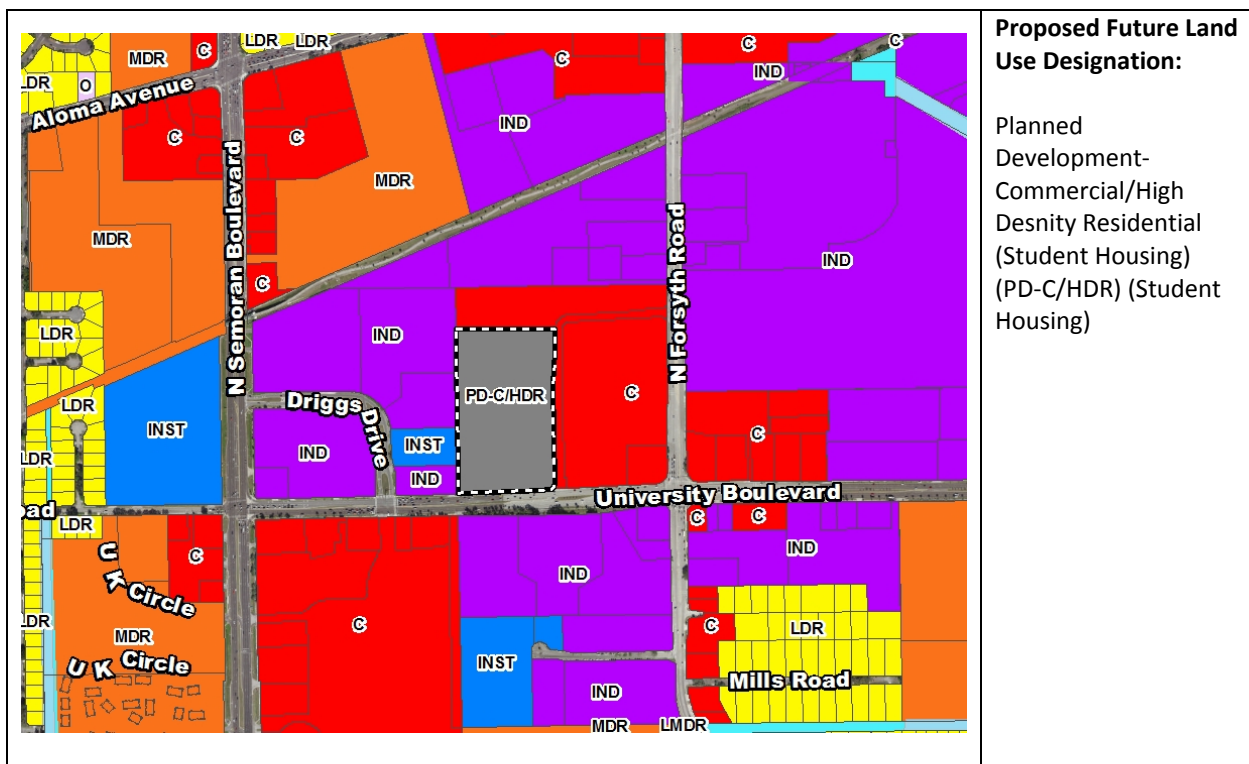 LDR
LDR
C
MDR
C
C
IND
LDR
O
Aloma Avenue
C
C
IND
MDR
N Semoran Boulevard
MDR
N Forsyth Road
IND
C
LDR
IND
PD-C/HDR
C
LDR
Driggs Drive
C
INST
INST
IND
IND
LDR
University Boulevard
oad
LDR
C
C
C
IND
U K Circle
IND
LDR
MDR
C
C
LDR
U K Circle
INST
IND
Mills Road
MDR
LMDR
Proposed Future Land
Use Designation:
Planned
Development-
Commercial/High
Desnity Residential
(Student Housing)
(PD-C/HDR) (Student
Housing)